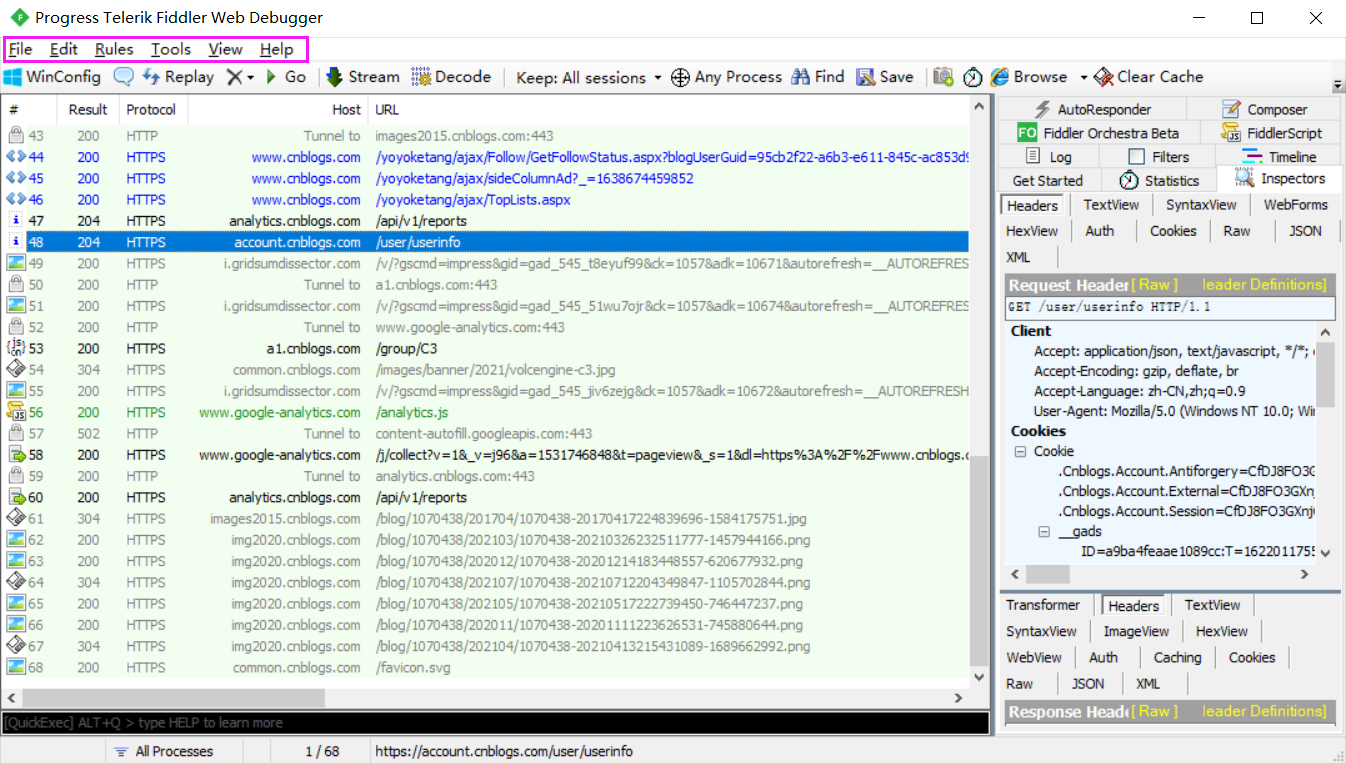 Progress Telerik Fiddler Web Debugger
File Edit Rules Tools View Help
WinConfig Replay Go Stream Decode Keep: All sessions Any Process Find Save Browse Clear Cache
# Result Protocol Host URL
43 200 HTTP Tunnel to images2015.cnblogs.com:443
44 200 HTTPS www.cnblogs.com /yoyoketang/ajax/Follow/GetFollowStatus.aspx?blogUserGuid=95cb2f22-a6b3-e611-845c-ac853d9
45 200 HTTPS www.cnblogs.com /yoyoketang/ajax/sideColumnAd?_=1638674459852
46 200 HTTPS www.cnblogs.com /yoyoketang/ajax/TopLists.aspx
47 204 HTTPS analytics.cnblogs.com /api/v1/reports
48 204 HTTPS account.cnblogs.com /user/userinfo
49 200 HTTPS i.gridsumdissector.com /v/?gscmd=impress&gid=gad_545_t8eyuf99&ck=1057&adk=10671&autorefresh=__AUTOREFRES
50 200 HTTP Tunnel to a1.cnblogs.com:443
51 200 HTTPS i.gridsumdissector.com /v/?gscmd=impress&gid=gad_545_51wu7ojr&ck=1057&adk=10674&autorefresh=__AUTOREFRES
52 200 HTTP Tunnel to www.google-analytics.com:443
53 200 HTTPS a1.cnblogs.com /group/C3
54 304 HTTPS common.cnblogs.com /images/banner/2021/volcengine-c3.jpg
55 200 HTTPS i.gridsumdissector.com /v/?gscmd=impress&gid=gad_545_jiv6zejg&ck=1057&adk=10672&autorefresh=__AUTOREFRESH
56 200 HTTPS www.google-analytics.com /analytics.js
57 502 HTTP Tunnel to content-autofill.googleapis.com:443
58 200 HTTPS www.google-analytics.com /j/collect?v=1&_v=j96&a=1531746848&t=pageview&_s=1&dl=https%3A%2F%2Fwww.cnblogs.c
59 200 HTTP Tunnel to analytics.cnblogs.com:443
60 200 HTTPS analytics.cnblogs.com /api/v1/reports
61 304 HTTPS images2015.cnblogs.com /blog/1070438/201704/1070438-20170417224839696-1584175751.jpg
62 200 HTTPS img2020.cnblogs.com /blog/1070438/202103/1070438-20210326232511777-1457944166.png
63 200 HTTPS img2020.cnblogs.com /blog/1070438/202012/1070438-20201214183448557-620677932.png
64 304 HTTPS img2020.cnblogs.com /blog/1070438/202107/1070438-20210712204349847-1105702844.png
65 200 HTTPS img2020.cnblogs.com /blog/1070438/202105/1070438-20210517222739450-746447237.png
66 200 HTTPS img2020.cnblogs.com /blog/1070438/202011/1070438-20201111223626531-745880644.png
67 304 HTTPS img2020.cnblogs.com /blog/1070438/202104/1070438-20210413215431089-1689662992.png
68 200 HTTPS common.cnblogs.com /favicon.svg
[QuickExec] ALT+Q > type HELP to learn more
All Processes 1 / 68 https://account.cnblogs.com/user/userinfo
AutoResponder Composer
FO Fiddler Orchestra Beta FiddlerScript
Log Filters Timeline
Get Started Statistics Inspectors
Headers TextView SyntaxView WebForms
HexView Auth Cookies Raw JSON
XML
Request Header [ Raw ] leader Definitions]
GET /user/userinfo HTTP/1.1
Client
Accept: application/json, text/javascript, */*;
Accept-Encoding: gzip, deflate, br
Accept-Language: zh-CN,zh;q=0.9
User-Agent: Mozilla/5.0 (Windows NT 10.0; Wi
Cookies
Cookie
.Cnblogs.Account.Antiforgery=CfDJ8FO3G
.Cnblogs.Account.External=CfDJ8FO3GXn
.Cnblogs.Account.Session=CfDJ8FO3GXnj
__gads
ID=a9ba4feaae1089cc:T=1622011755
Transformer Headers TextView
SyntaxView ImageView HexView
WebView Auth Caching Cookies
Raw JSON XML
Response Head [ Raw ] leader Definitions]